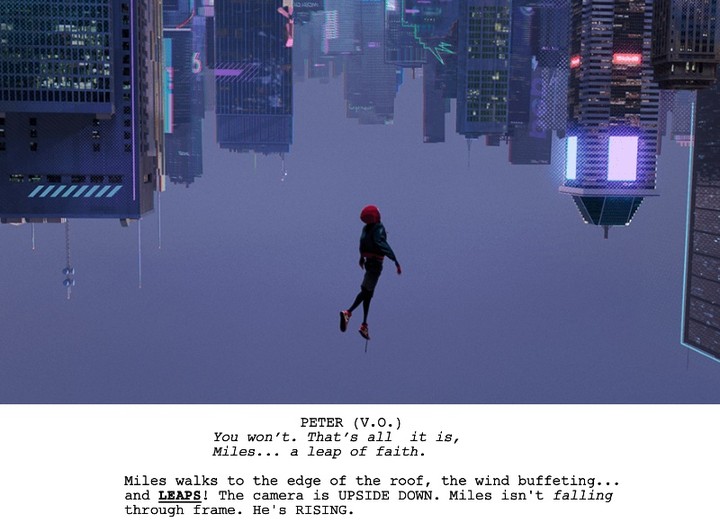 PETER (V.O.)
You won't. That's all it is,
Miles... a leap of faith.
Miles walks to the edge of the roof, the wind buffeting...
and LEAPS! The camera is UPSIDE DOWN. Miles isn't falling
through frame. He's RISING.